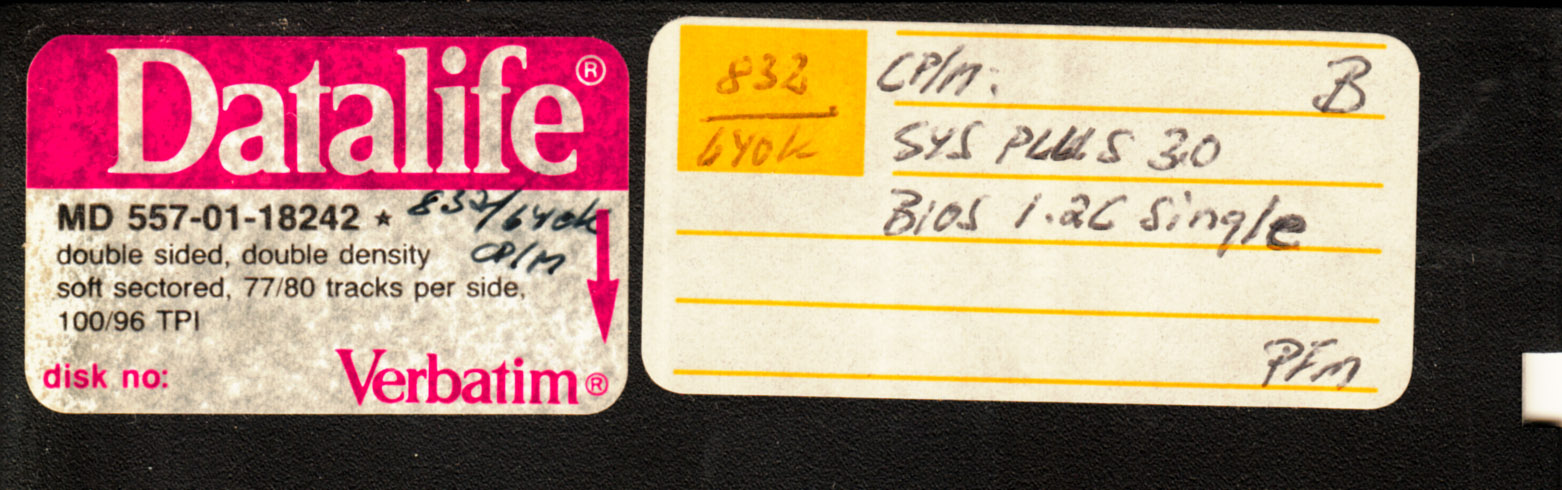 Datalife®
MD 557-01-18242 * 832/640k
double sided, double density CP/M
soft sectored, 77/80 tracks per side,
100/96 TPI
disk no: Verbatim®
832
640k
CP/M: B
SYS PLUS 3.0
BIOS 1.2C Single
PFM